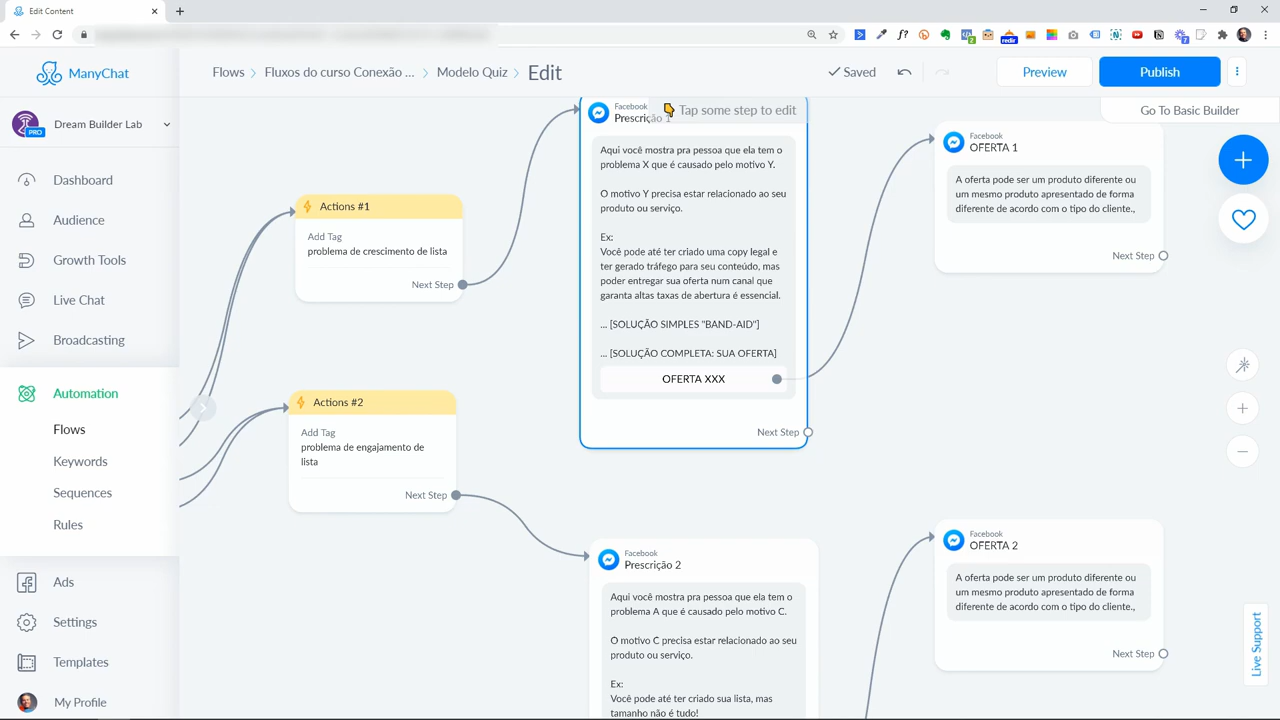 Edit Content
redir
2
7
ManyChat
Flows
Fluxos do curso Conexão ...
Modelo Quiz
Edit
Saved
Preview
Publish
Go To Basic Builder
PRO
Dream Builder Lab
Dashboard
Audience
Growth Tools
Live Chat
Broadcasting
Automation
Flows
Keywords
Sequences
Rules
Ads
Settings
Templates
My Profile
Actions #1
Add Tag
problema de crescimento de lista
Next Step
Actions #2
Add Tag
problema de engajamento de
lista
Next Step
Tap some step to edit
Facebook
Prescrição 1
Aqui você mostra pra pessoa que ela tem o
problema X que é causado pelo motivo Y.
O motivo Y precisa estar relacionado ao seu
produto ou serviço.
Ex:
Você pode até ter criado uma copy legal e
ter gerado tráfego para seu conteúdo, mas
poder entregar sua oferta num canal que
garanta altas taxas de abertura é essencial.
... [SOLUÇÃO SIMPLES "BAND-AID"]
... [SOLUÇÃO COMPLETA: SUA OFERTA]
OFERTA XXX
Next Step
Facebook
Prescrição 2
Aqui você mostra pra pessoa que ela tem o
problema A que é causado pelo motivo C.
O motivo C precisa estar relacionado ao seu
produto ou serviço.
Ex:
Você pode até ter criado sua lista, mas
tamanho não é tudo!
Facebook
OFERTA 1
A oferta pode ser um produto diferente ou
um mesmo produto apresentado de forma
diferente de acordo com o tipo do cliente.,
Next Step
Facebook
OFERTA 2
A oferta pode ser um produto diferente ou
um mesmo produto apresentado de forma
diferente de acordo com o tipo do cliente.,
Next Step
Live Support